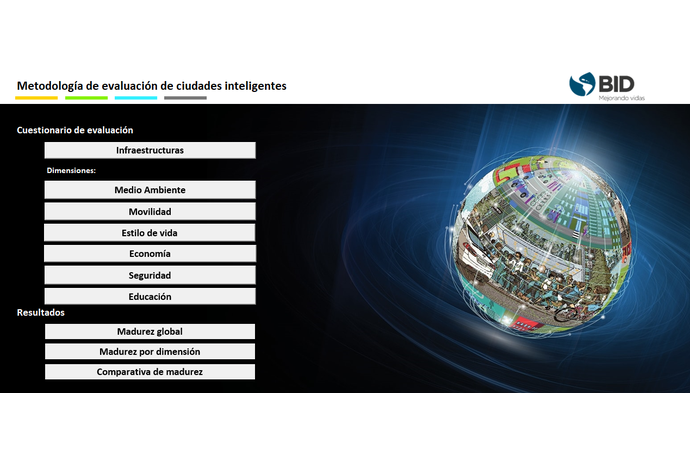 Metodología de evaluación de ciudades inteligentes
BID
Mejorando vidas
Cuestionario de evaluación
Infraestructuras
Dimensiones:
Medio Ambiente
Movilidad
Estilo de vida
Economía
Seguridad
Educación
Resultados
Madurez global
Madurez por dimensión
Comparativa de madurez